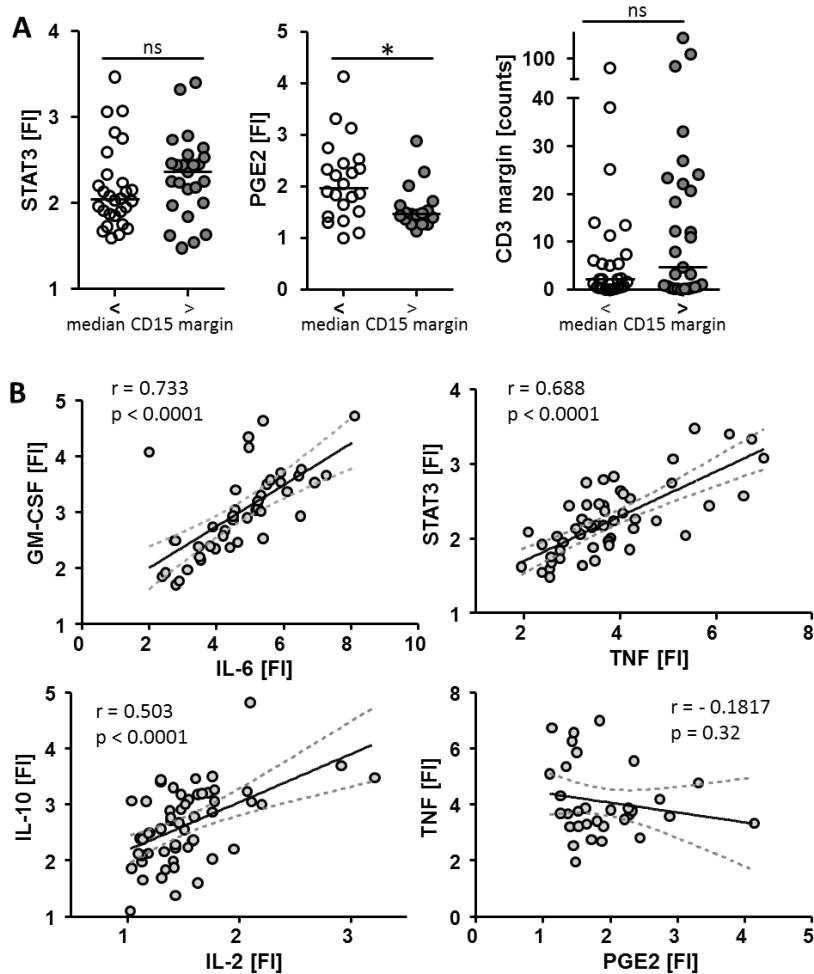 A
ns
4
3
2
1
STAT3 [FI]
< >
median CD15 margin
*
5
4
3
2
1
0
PGE2 [FI]
< >
median CD15 margin
ns
100
40
30
20
10
0
CD3 margin [counts]
< >
median CD15 margin
B
r = 0.733
p < 0.0001
5
4
3
2
1
GM-CSF [FI]
0 2 4 6 8 10
IL-6 [FI]
r = 0.688
p < 0.0001
4
3
2
1
STAT3 [FI]
2 4 6 8
TNF [FI]
r = 0.503
p < 0.0001
5
4
3
2
1
IL-10 [FI]
1 2 3
IL-2 [FI]
r = - 0.1817
p = 0.32
8
6
4
2
0
TNF [FI]
0 1 2 3 4 5
PGE2 [FI]